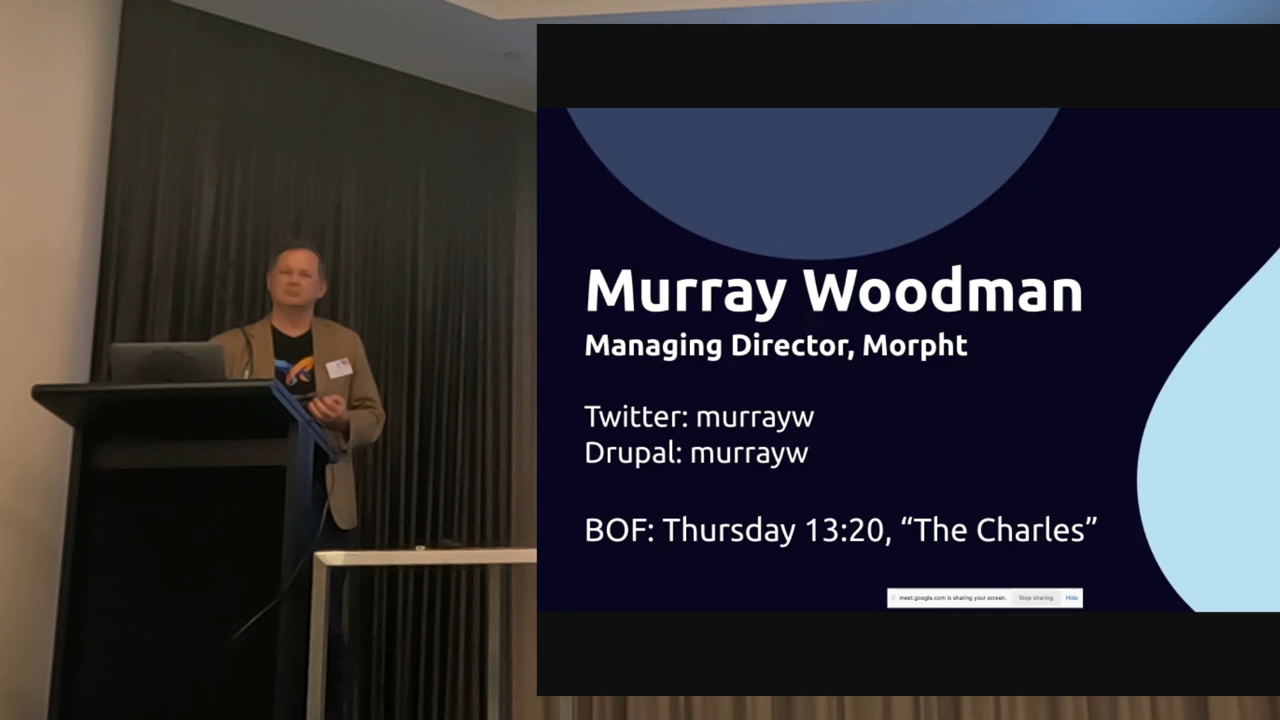 Murray Woodman
Managing Director, Morpht
Twitter: murrayw
Drupal: murrayw
BOF: Thursday 13:20, “The Charles”
meet.google.com is sharing your screen. Stop sharing Hide